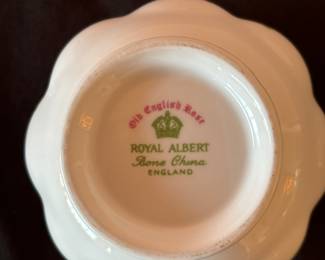 Old English Rose
ROYAL ALBERT
Bone China
ENGLAND